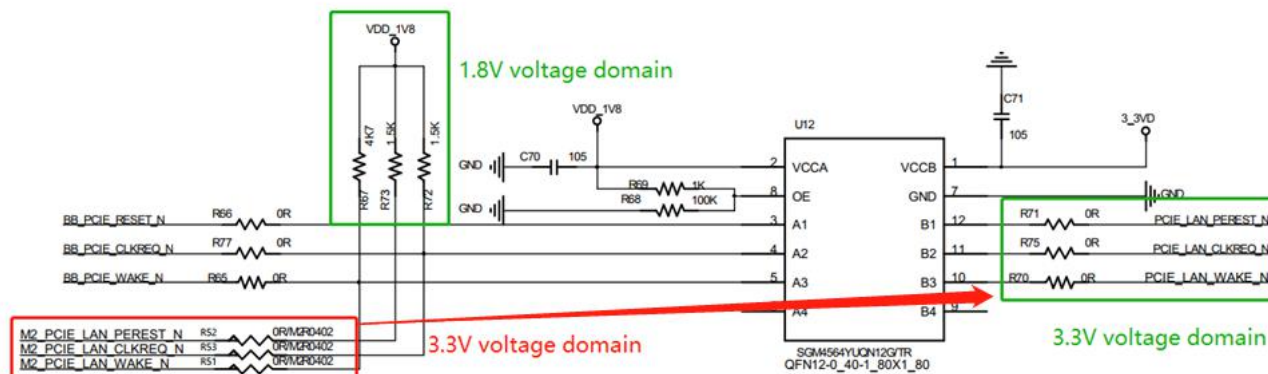 VDD_1V8
1.8V voltage domain
4K7
1.5K
1.5K
R67
R73
R72
VDD_1V8
GND
C70
105
R69
1K
GND
R68
100K
U12
2
VCCA
VCCB
1
8
OE
GND
7
3
A1
B1
12
4
A2
B2
11
5
A3
B3
10
A4
B4
9
SGM4564YUQN12G/TR
QFN12-0_40-1_80X1_80
C71
105
3_3VD
GND
BB_PCIE_RESET_N
R66
0R
BB_PCIE_CLKREQ_N
R77
0R
BB_PCIE_WAKE_N
R65
0R
R71
0R
PCIE_LAN_PEREST_N
R75
0R
PCIE_LAN_CLKREQ_N
R70
0R
PCIE_LAN_WAKE_N
M2_PCIE_LAN_PEREST_N
R52
0R/M2R0402
M2_PCIE_LAN_CLKREQ_N
R53
0R/M2R0402
M2_PCIE_LAN_WAKE_N
R51
0R/M2R0402
3.3V voltage domain
3.3V voltage domain